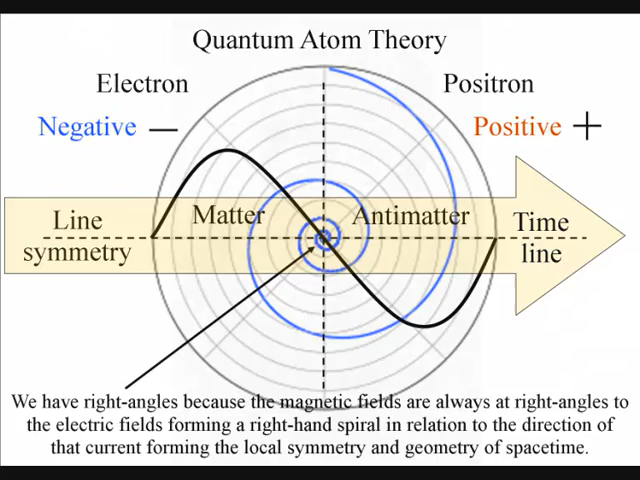 Quantum Atom Theory
Electron
Positron
Negative —
Positive +
Line symmetry
Matter
Antimatter
Time line
We have right-angles because the magnetic fields are always at right-angles to
the electric fields forming a right-hand spiral in relation to the direction of
that current forming the local symmetry and geometry of spacetime.